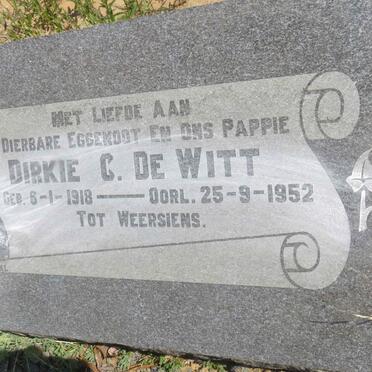 MET LIEFDE AAN
DIERBARE EGGENOOT EN ONS PAPPIE
DIRKIE C. DE WITT
GEB. 6-1-1918 — OORL. 25-9-1952
TOT WEERSIENS.